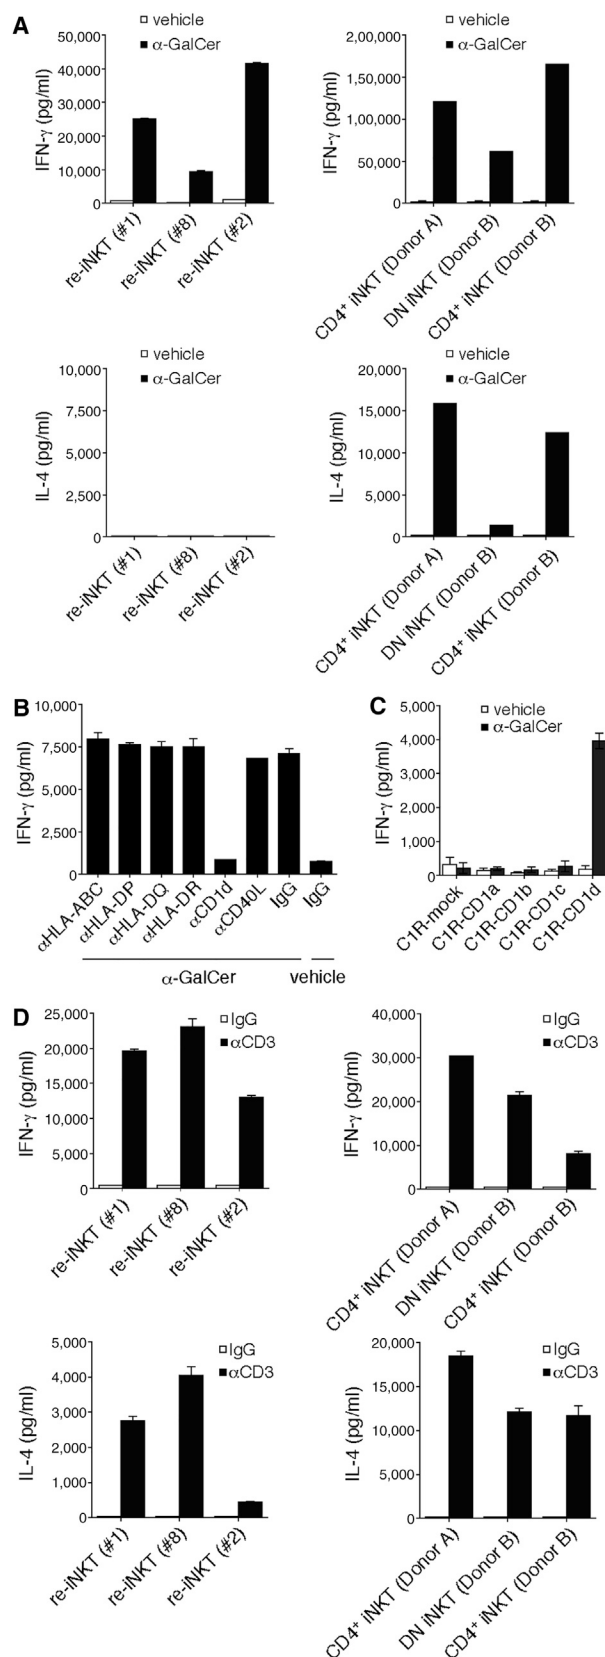 A
vehicle
α-GalCer
IFN-γ (pg/ml)
50,000
40,000
30,000
20,000
10,000
0
re-iNKT (#1)
re-iNKT (#8)
re-iNKT (#2)
vehicle
α-GalCer
IFN-γ (pg/ml)
2,00,000
1,50,000
1,00,000
50,000
0
CD4⁺ iNKT (Donor A)
DN iNKT (Donor B)
CD4⁺ iNKT (Donor B)
vehicle
α-GalCer
IL-4 (pg/ml)
10,000
7,500
5,000
2,500
0
re-iNKT (#1)
re-iNKT (#8)
re-iNKT (#2)
vehicle
α-GalCer
IL-4 (pg/ml)
20,000
15,000
10,000
5,000
0
CD4⁺ iNKT (Donor A)
DN iNKT (Donor B)
CD4⁺ iNKT (Donor B)
B
IFN-γ (pg/ml)
10,000
7,500
5,000
2,500
0
αHLA-ABC
αHLA-DP
αHLA-DQ
αHLA-DR
αCD1d
αCD40L
IgG
IgG
α-GalCer
vehicle
C
vehicle
α-GalCer
IFN-γ (pg/ml)
5,000
4,000
3,000
2,000
1,000
0
C1R-mock
C1R-CD1a
C1R-CD1b
C1R-CD1c
C1R-CD1d
D
IgG
αCD3
IFN-γ (pg/ml)
25,000
20,000
15,000
10,000
5,000
0
re-iNKT (#1)
re-iNKT (#8)
re-iNKT (#2)
IgG
αCD3
IFN-γ (pg/ml)
40,000
30,000
20,000
10,000
0
CD4⁺ iNKT (Donor A)
DN iNKT (Donor B)
CD4⁺ iNKT (Donor B)
IgG
αCD3
IL-4 (pg/ml)
5,000
4,000
3,000
2,000
1,000
0
re-iNKT (#1)
re-iNKT (#8)
re-iNKT (#2)
IgG
αCD3
IL-4 (pg/ml)
20,000
15,000
10,000
5,000
0
CD4⁺ iNKT (Donor A)
DN iNKT (Donor B)
CD4⁺ iNKT (Donor B)